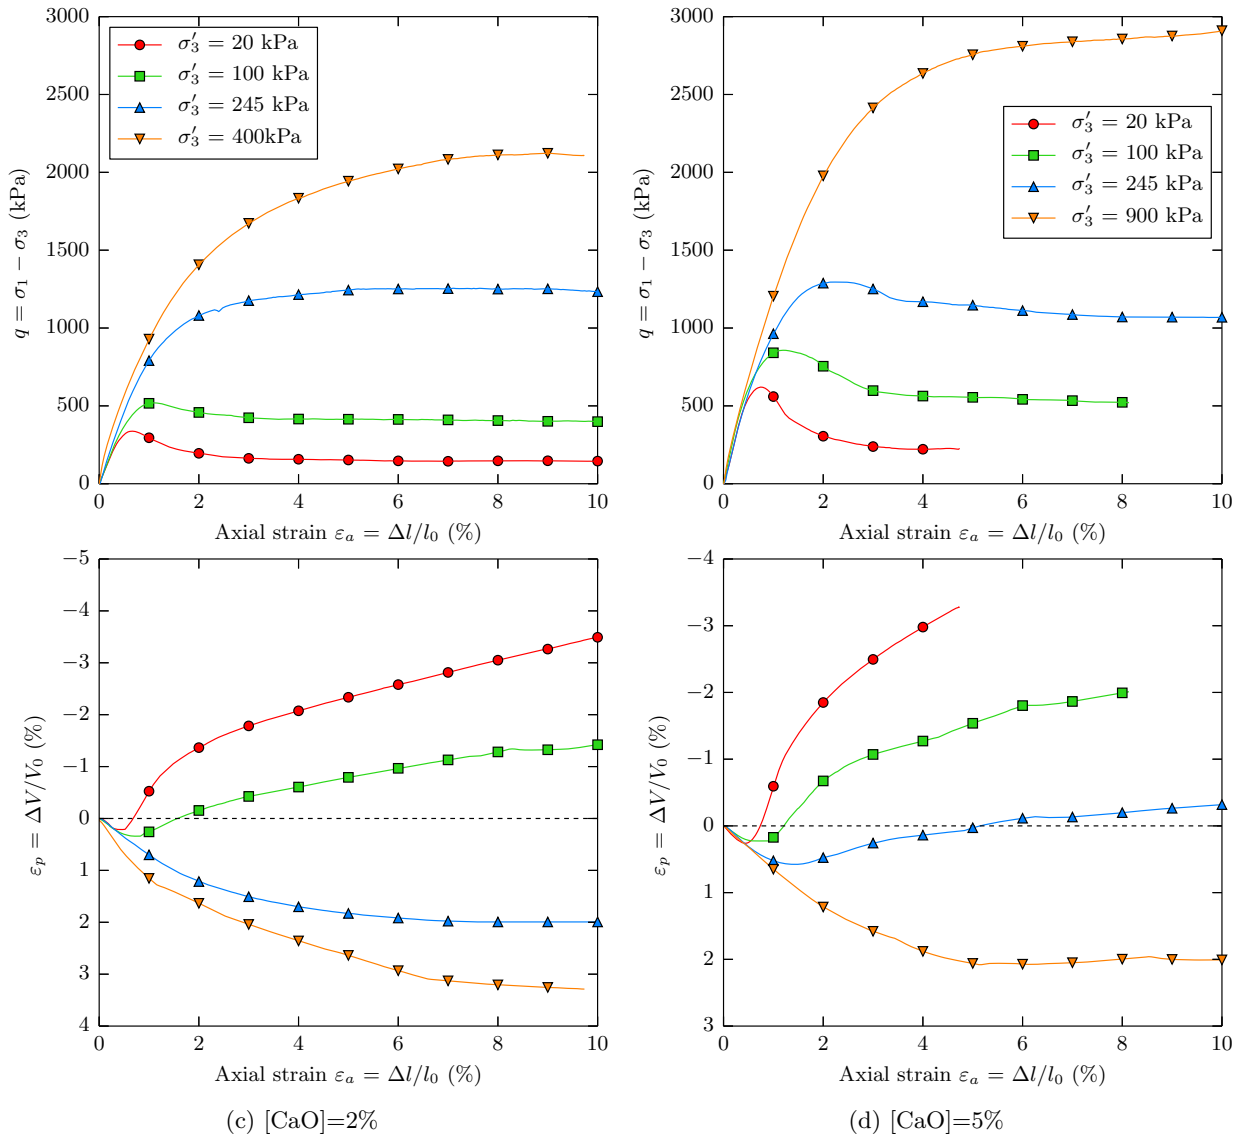 3000
2500
2000
1500
1000
500
0
q = σ₁ − σ₃ (kPa)
σ′₃ = 20 kPa
σ′₃ = 100 kPa
σ′₃ = 245 kPa
σ′₃ = 400kPa
0 2 4 6 8 10
Axial strain εₐ = Δl/l₀ (%)
3000
2500
2000
1500
1000
500
0
q = σ₁ − σ₃ (kPa)
σ′₃ = 20 kPa
σ′₃ = 100 kPa
σ′₃ = 245 kPa
σ′₃ = 900 kPa
0 2 4 6 8 10
Axial strain εₐ = Δl/l₀ (%)
−5
−4
−3
−2
−1
0
1
2
3
4
εₚ = ΔV/V₀ (%)
0 2 4 6 8 10
Axial strain εₐ = Δl/l₀ (%)
(c) [CaO]=2%
−4
−3
−2
−1
0
1
2
3
εₚ = ΔV/V₀ (%)
0 2 4 6 8 10
Axial strain εₐ = Δl/l₀ (%)
(d) [CaO]=5%